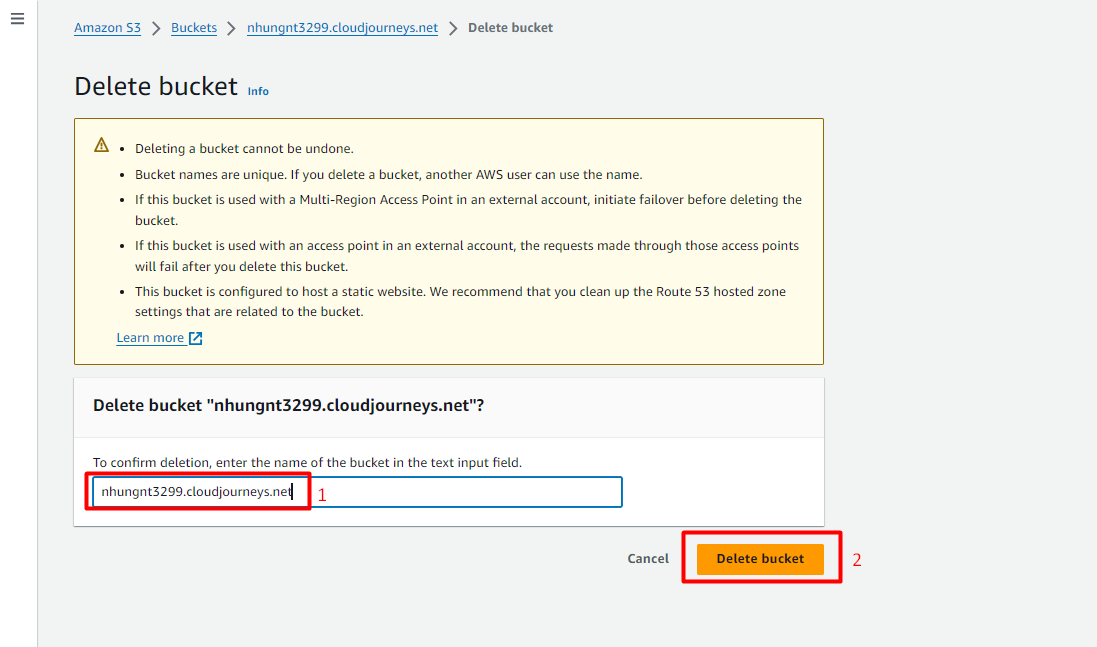 Amazon S3 > Buckets > nhungnt3299.cloudjourneys.net > Delete bucket
Delete bucket Info
• Deleting a bucket cannot be undone.
• Bucket names are unique. If you delete a bucket, another AWS user can use the name.
• If this bucket is used with a Multi-Region Access Point in an external account, initiate failover before deleting the
bucket.
• If this bucket is used with an access point in an external account, the requests made through those access points
will fail after you delete this bucket.
• This bucket is configured to host a static website. We recommend that you clean up the Route 53 hosted zone
settings that are related to the bucket.
Learn more
Delete bucket "nhungnt3299.cloudjourneys.net"?
To confirm deletion, enter the name of the bucket in the text input field.
nhungnt3299.cloudjourneys.net 1
Cancel Delete bucket 2